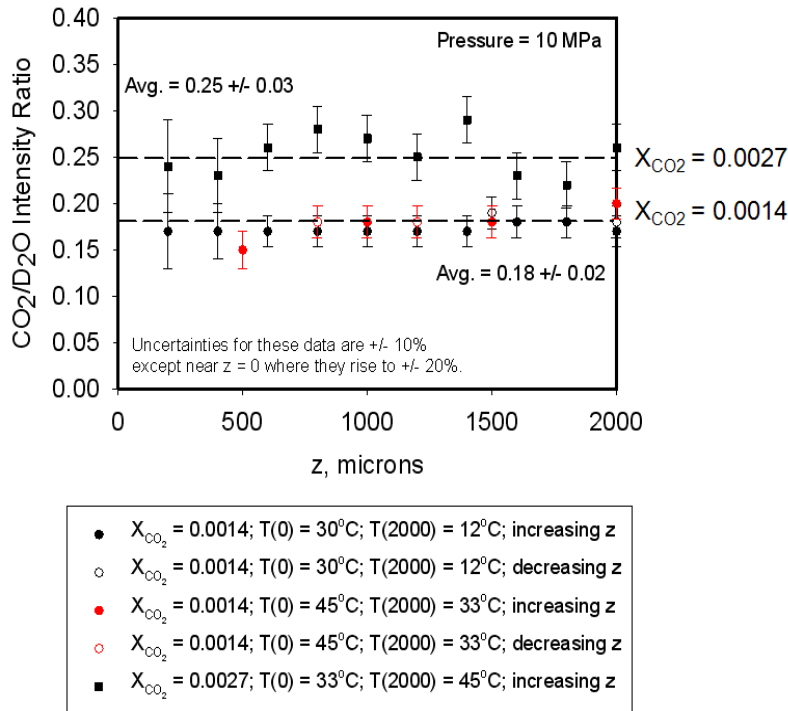 0.40
0.35
0.30
0.25
0.20
0.15
0.10
0.05
0.00
CO2/D2O Intensity Ratio
Pressure = 10 MPa
Avg. = 0.25 +/- 0.03
X_CO2 = 0.0027
X_CO2 = 0.0014
Avg. = 0.18 +/- 0.02
Uncertainties for these data are +/- 10%
except near z = 0 where they rise to +/- 20%.
0 500 1000 1500 2000
z, microns
X_CO2 = 0.0014; T(0) = 30°C; T(2000) = 12°C; increasing z
X_CO2 = 0.0014; T(0) = 30°C; T(2000) = 12°C; decreasing z
X_CO2 = 0.0014; T(0) = 45°C; T(2000) = 33°C; increasing z
X_CO2 = 0.0014; T(0) = 45°C; T(2000) = 33°C; decreasing z
X_CO2 = 0.0027; T(0) = 33°C; T(2000) = 45°C; increasing z